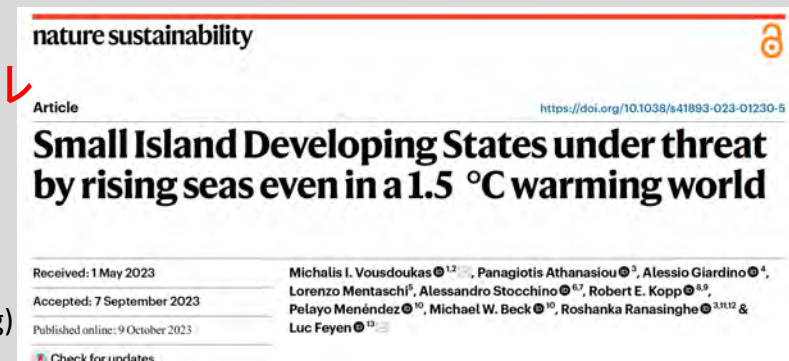 nature sustainability
Article
https://doi.org/10.1038/s41893-023-01230-5
Small Island Developing States under threat
by rising seas even in a 1.5 °C warming world
Received: 1 May 2023
Accepted: 7 September 2023
Published online: 9 October 2023
Check for updates
Michalis I. Vousdoukas 1,2, Panagiotis Athanasiou 3, Alessio Giardino 4,
Lorenzo Mentaschi5, Alessandro Stocchino 6,7, Robert E. Kopp 8,9,
Pelayo Menéndez 10, Michael W. Beck 10, Roshanka Ranasinghe 3,11,12 &
Luc Feyen 13